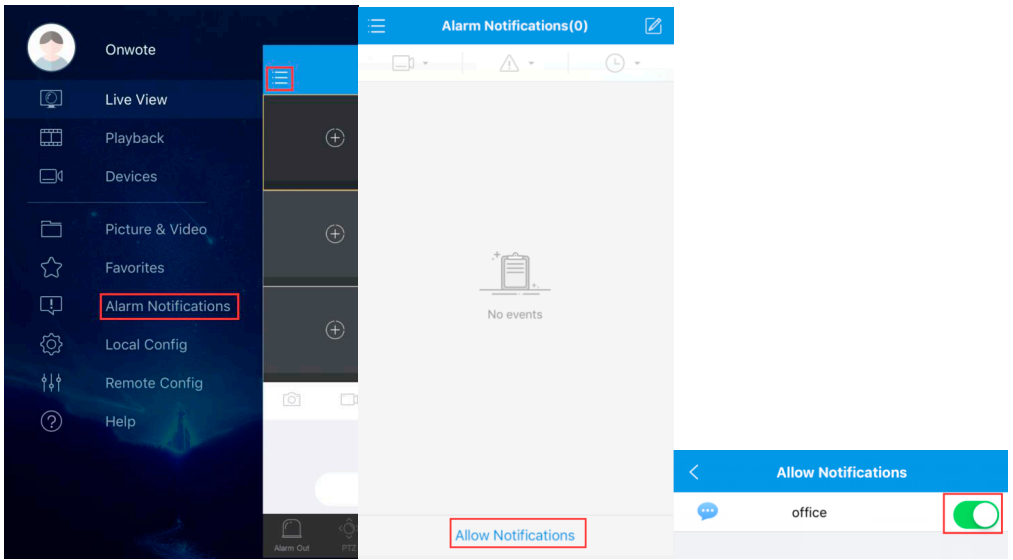 Onwote
Live View
Playback
Devices
Picture & Video
Favorites
Alarm Notifications
Local Config
Remote Config
Help
Alarm Out
PTZ
Alarm Notifications(0)
No events
Allow Notifications
Allow Notifications
office